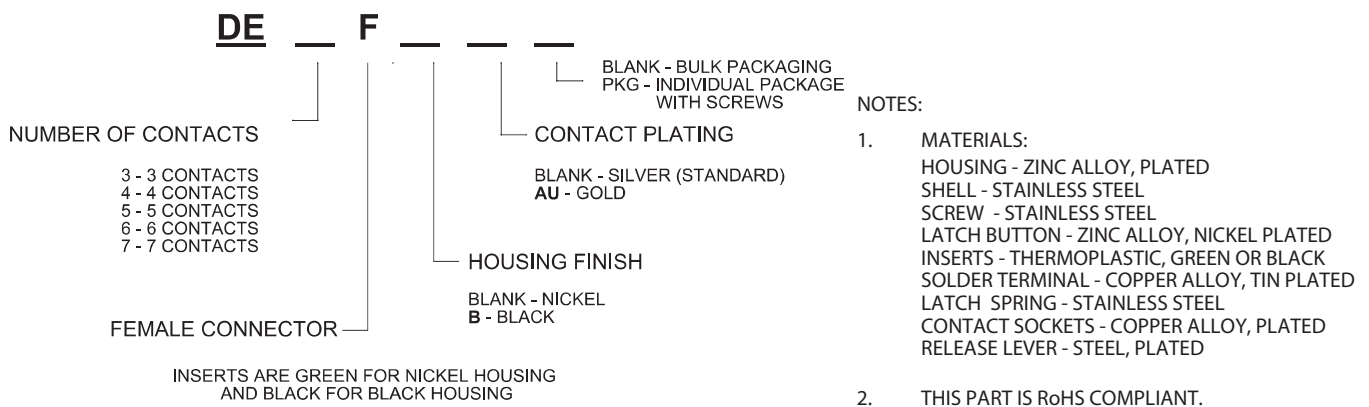 DE __ F __ __ __
BLANK - BULK PACKAGING
PKG - INDIVIDUAL PACKAGE
WITH SCREWS
CONTACT PLATING
BLANK - SILVER (STANDARD)
AU - GOLD
NUMBER OF CONTACTS
3 - 3 CONTACTS
4 - 4 CONTACTS
5 - 5 CONTACTS
6 - 6 CONTACTS
7 - 7 CONTACTS
HOUSING FINISH
BLANK - NICKEL
B - BLACK
FEMALE CONNECTOR
INSERTS ARE GREEN FOR NICKEL HOUSING
AND BLACK FOR BLACK HOUSING
NOTES:
1. MATERIALS:
HOUSING - ZINC ALLOY, PLATED
SHELL - STAINLESS STEEL
SCREW - STAINLESS STEEL
LATCH BUTTON - ZINC ALLOY, NICKEL PLATED
INSERTS - THERMOPLASTIC, GREEN OR BLACK
SOLDER TERMINAL - COPPER ALLOY, TIN PLATED
LATCH SPRING - STAINLESS STEEL
CONTACT SOCKETS - COPPER ALLOY, PLATED
RELEASE LEVER - STEEL, PLATED
2. THIS PART IS RoHS COMPLIANT.